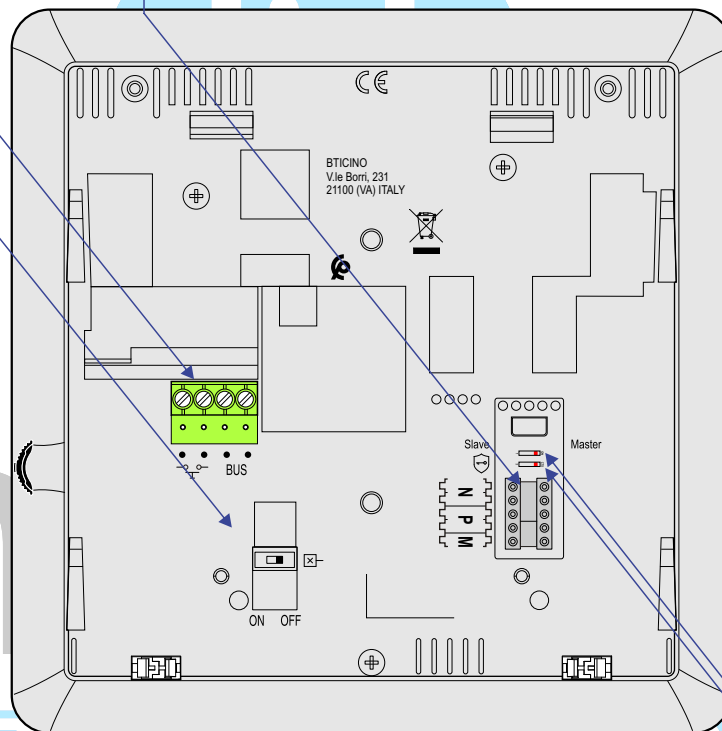 CE
BTICINO
V.le Borri, 231
21100 (VA) ITALY
Slave
Master
BUS
N
P
M
ON OFF